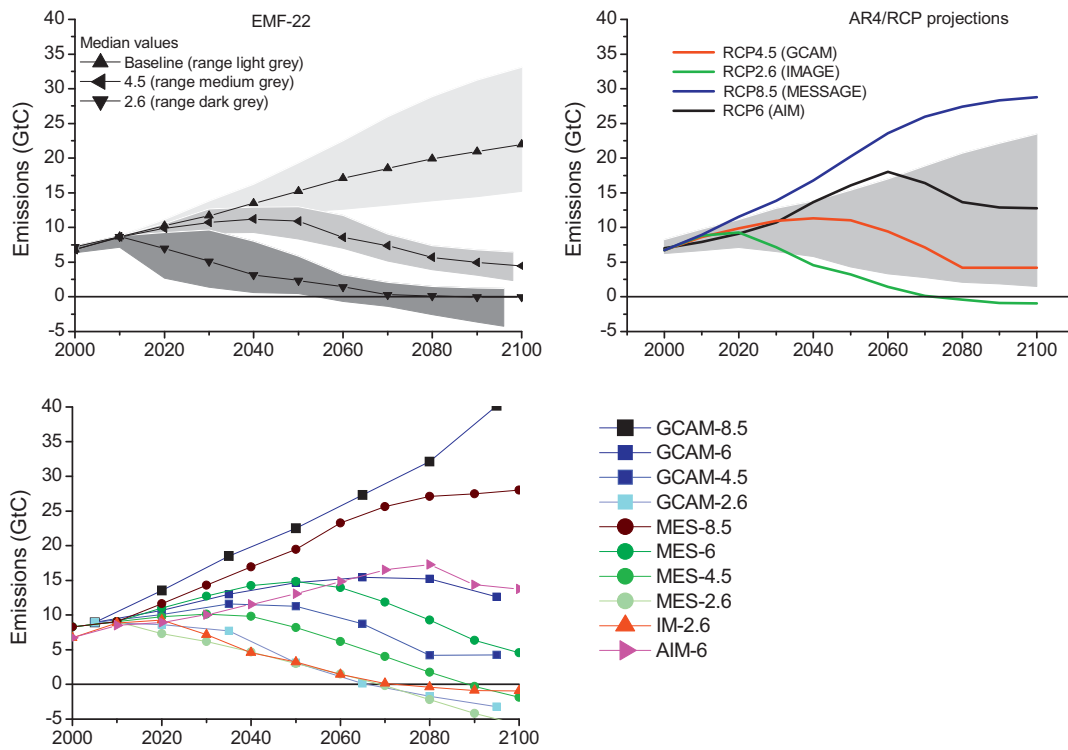 EMF-22
Median values
Baseline (range light grey)
4.5 (range medium grey)
2.6 (range dark grey)
Emissions (GtC)
40
35
30
25
20
15
10
5
0
-5
2000
2020
2040
2060
2080
2100
AR4/RCP projections
RCP4.5 (GCAM)
RCP2.6 (IMAGE)
RCP8.5 (MESSAGE)
RCP6 (AIM)
Emissions (GtC)
40
35
30
25
20
15
10
5
0
-5
2000
2020
2040
2060
2080
2100
Emissions (GtC)
40
35
30
25
20
15
10
5
0
-5
2000
2020
2040
2060
2080
2100
GCAM-8.5
GCAM-6
GCAM-4.5
GCAM-2.6
MES-8.5
MES-6
MES-4.5
MES-2.6
IM-2.6
AIM-6